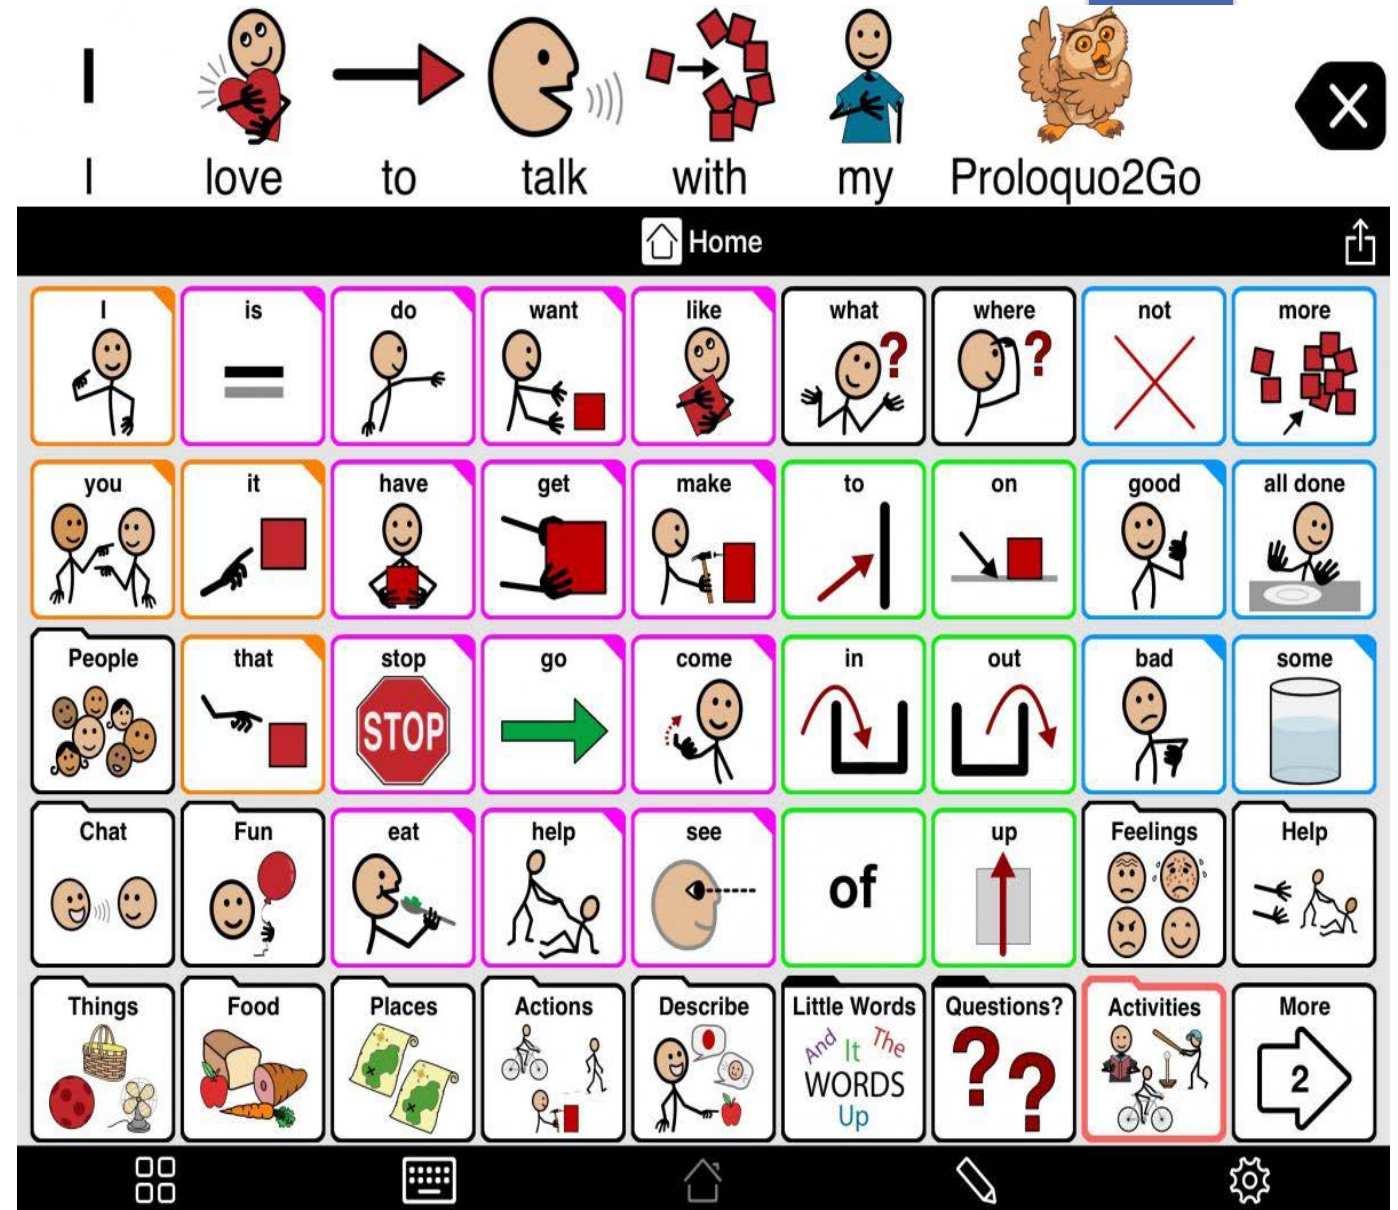 I love to talk with my Proloquo2Go
Home
I is do want like what where not more
you it have get make to on good all done
People that stop go come in out bad some
STOP
Chat Fun eat help see of up Feelings Help
Things Food Places Actions Describe Little Words Questions? Activities More
And It The
WORDS
Up
2